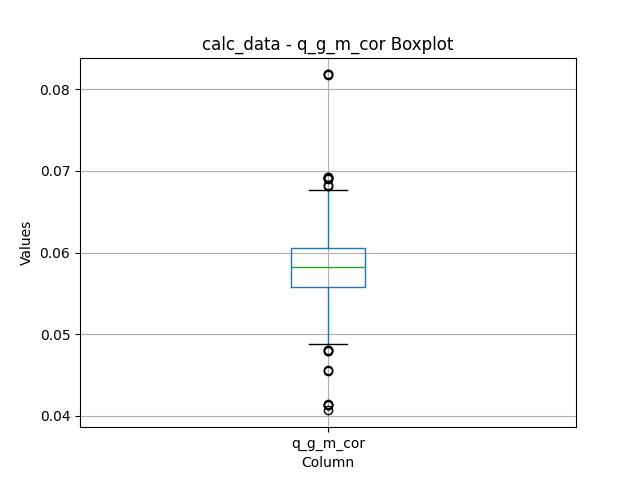 calc_data - q_g_m_cor Boxplot
0.08
0.07
0.06
0.05
0.04
Values
q_g_m_cor
Column